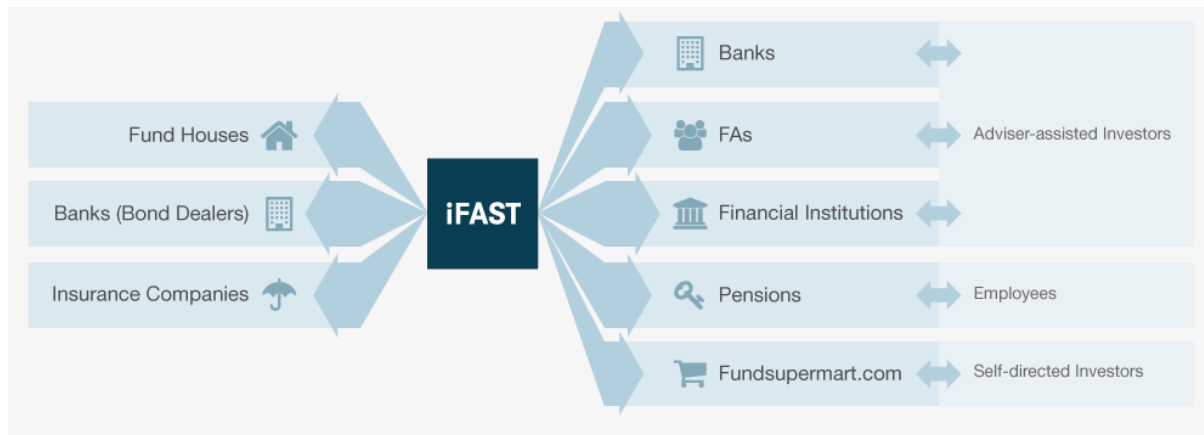 Fund Houses
Banks (Bond Dealers)
Insurance Companies
iFAST
Banks
FAs
Financial Institutions
Pensions
Fundsupermart.com
Adviser-assisted Investors
Employees
Self-directed Investors